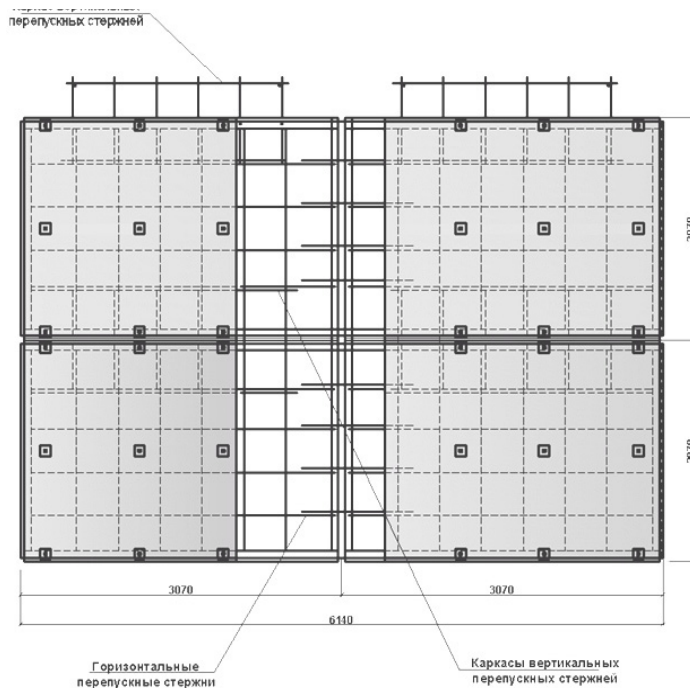 перепускных стержней
3070
3070
6140
Горизонтальные
перепускные стержни
Каркасы вертикальных
перепускных стержней